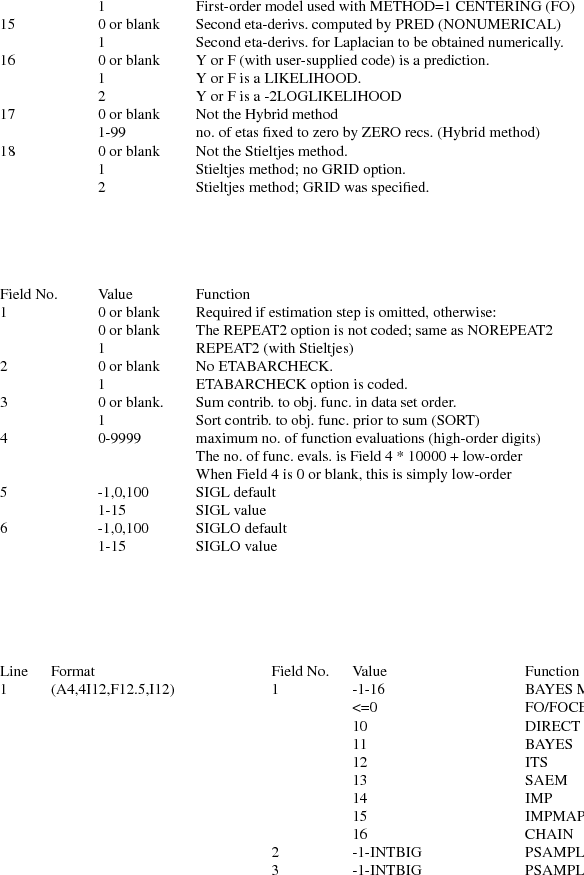 1 First-order model used with METHOD=1 CENTERING (FO)
15 0 or blank Second eta-derivs. computed by PRED (NONUMERICAL)
1 Second eta-derivs. for Laplacian to be obtained numerically.
16 0 or blank Y or F (with user-supplied code) is a prediction.
1 Y or F is a LIKELIHOOD.
2 Y or F is a -2LOGLIKELIHOOD
17 0 or blank Not the Hybrid method
1-99 no. of etas fixed to zero by ZERO recs. (Hybrid method)
18 0 or blank Not the Stieltjes method.
1 Stieltjes method; no GRID option.
2 Stieltjes method; GRID was specified.
Field No. Value Function
1 0 or blank Required if estimation step is omitted, otherwise:
0 or blank The REPEAT2 option is not coded; same as NOREPEAT2
1 REPEAT2 (with Stieltjes)
2 0 or blank No ETABARCHECK.
1 ETABARCHECK option is coded.
3 0 or blank. Sum contrib. to obj. func. in data set order.
1 Sort contrib. to obj. func. prior to sum (SORT)
4 0-9999 maximum no. of function evaluations (high-order digits)
The no. of func. evals. is Field 4 * 10000 + low-order
When Field 4 is 0 or blank, this is simply low-order
5 -1,0,100 SIGL default
1-15 SIGL value
6 -1,0,100 SIGLO default
1-15 SIGLO value
Line Format Field No. Value Function
1 (A4,4I12,F12.5,I12) 1 -1-16 BAYES M
<=0 FO/FOCE
10 DIRECT
11 BAYES
12 ITS
13 SAEM
14 IMP
15 IMPMAP
16 CHAIN
2 -1-INTBIG PSAMPL
3 -1-INTBIG PSAMPL